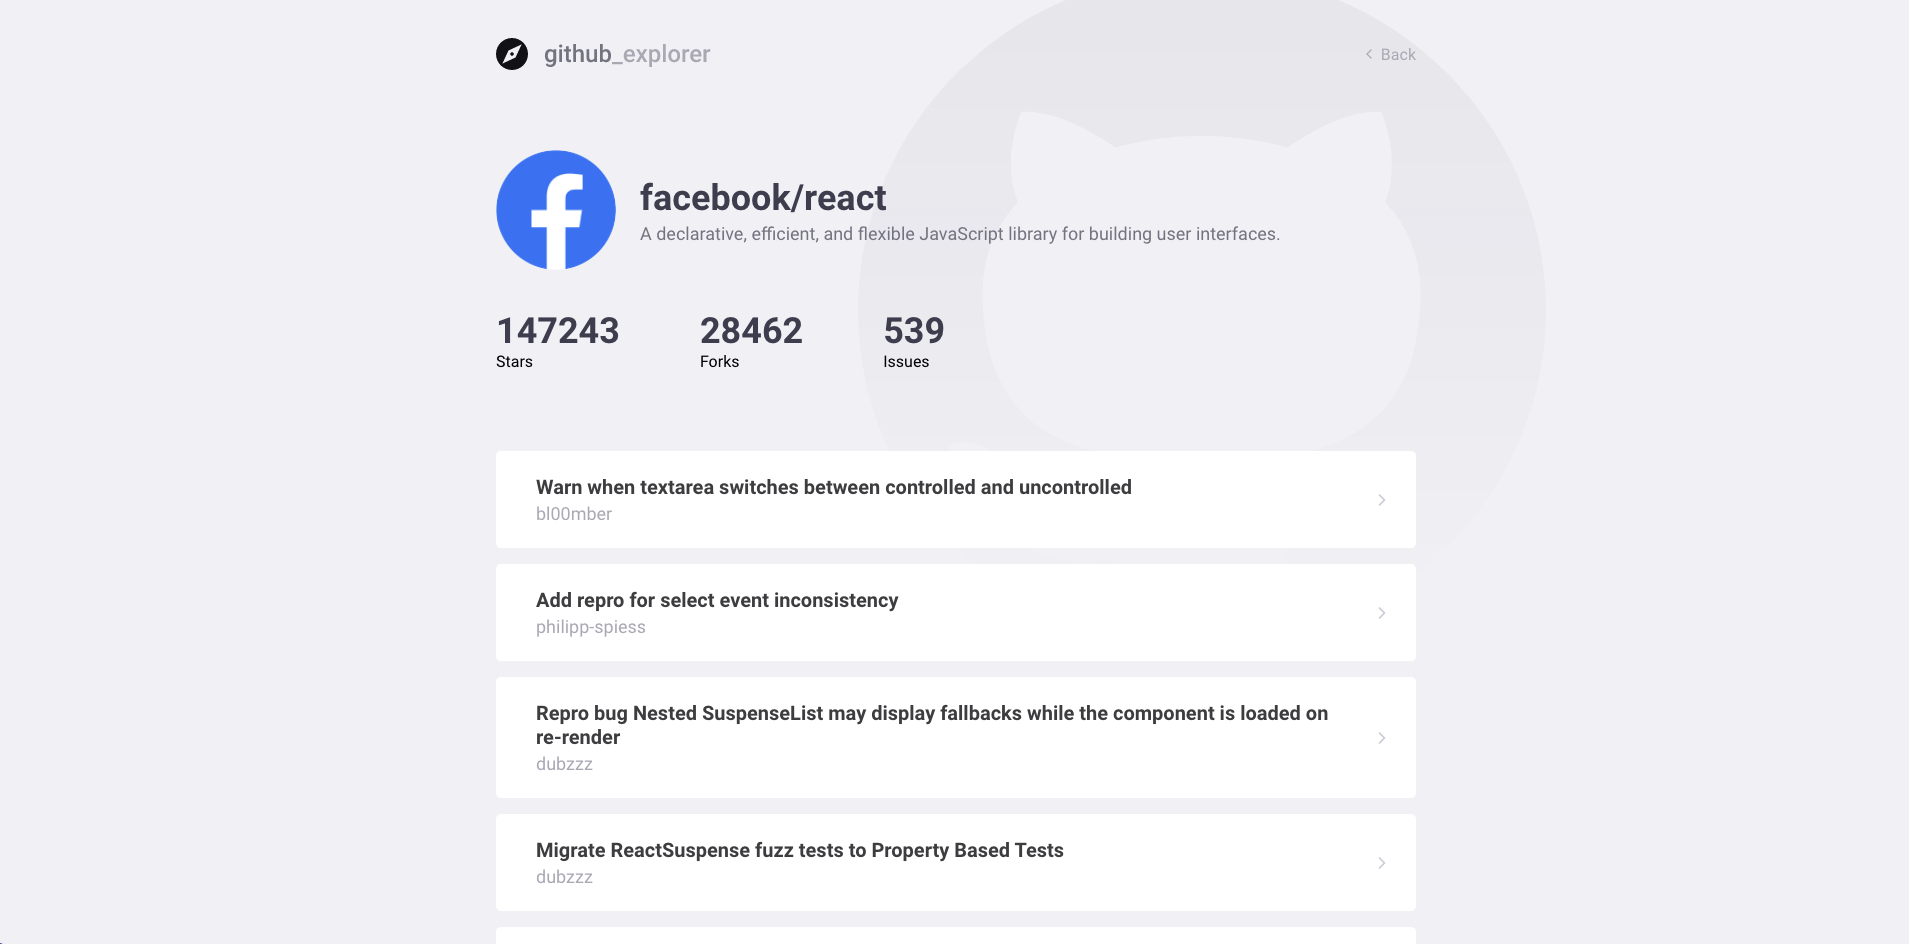 github_explorer
Back
facebook/react
A declarative, efficient, and flexible JavaScript library for building user interfaces.
147243 28462 539
Stars Forks Issues
Warn when textarea switches between controlled and uncontrolled
bl00mber
Add repro for select event inconsistency
philipp-spiess
Repro bug Nested SuspenseList may display fallbacks while the component is loaded on
re-render
dubzzz
Migrate ReactSuspense fuzz tests to Property Based Tests
dubzzz